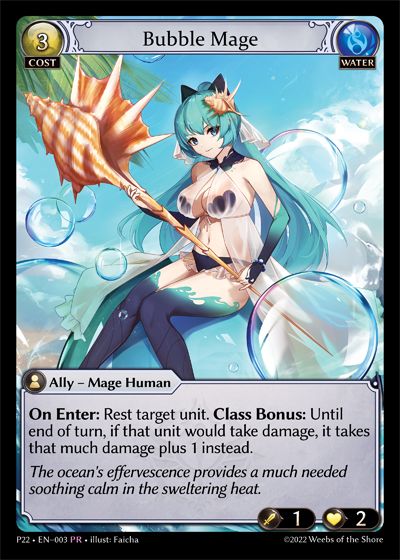 3
Bubble Mage
COST
WATER
Ally – Mage Human
On Enter: Rest target unit. Class Bonus: Until
end of turn, if that unit would take damage, it takes
that much damage plus 1 instead.
The ocean's effervescence provides a much needed
soothing calm in the sweltering heat.
1
2
P22 • EN–003 PR • illust: Faicha
©2022 Weebs of the Shore